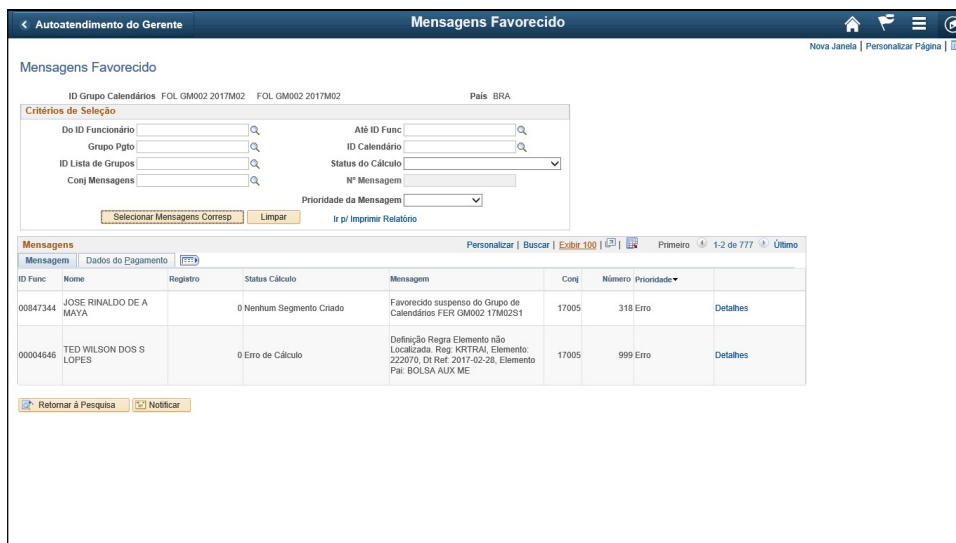 Autoatendimento do Gerente
Mensagens Favorecido
Nova Janela | Personalizar Página |
Mensagens Favorecido
ID Grupo Calendários FOL GM002 2017M02 FOL GM002 2017M02 País BRA
Critérios de Seleção
Do ID Funcionário Até ID Func
Grupo Pgto ID Calendário
ID Lista de Grupos Status do Cálculo
Conj Mensagens Nº Mensagem
Prioridade da Mensagem
Selecionar Mensagens Corresp Limpar Ir p/ Imprimir Relatório
Mensagens Personalizar | Buscar | Exibir 100 | Primeiro 1-2 de 777 Último
Mensagem Dados do Pagamento
ID Func Nome Registro Status Cálculo Mensagem Conj Número Prioridade
00847344 JOSE RINALDO DE A MAYA 0 Nenhum Segmento Criado Favorecido suspenso do Grupo de
Calendários FER GM002 17M02S1 17005 318 Erro Detalhes
00004646 TED WILSON DOS S LOPES 0 Erro de Cálculo Definição Regra Elemento não
Localizada. Reg: KRTRAI, Elemento:
222070, Dt Ref: 2017-02-28, Elemento
Pai: BOLSA AUX ME 17005 999 Erro Detalhes
Retornar à Pesquisa Notificar